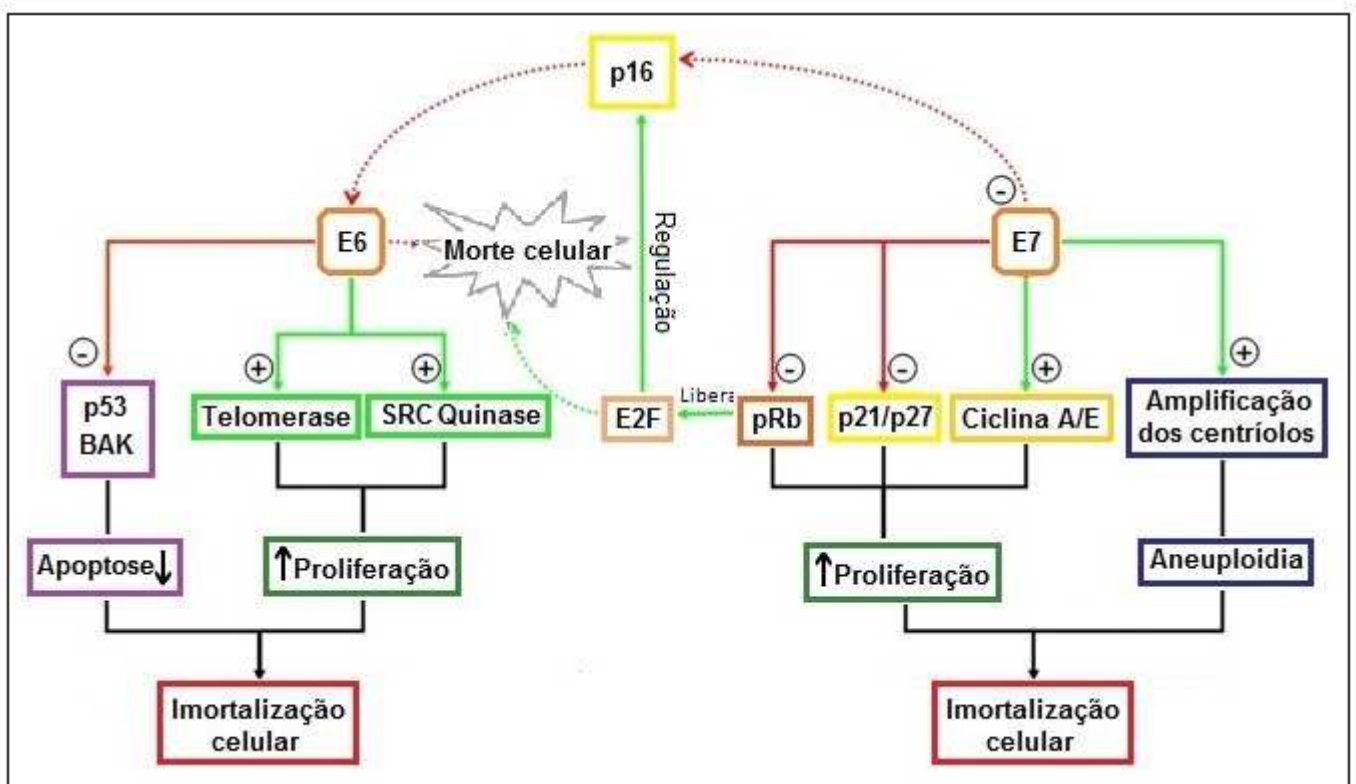 p16
E6
Morte celular
Regulação
E7
-
-
+
+
E2F
Libera
pRb
-
-
+
+
p53
BAK
Telomerase
SRC Quinase
p21/p27
Ciclina A/E
Amplificação
dos centríolos
Apoptose↓
↑Proliferação
↑Proliferação
Aneuploidia
Imortalização
celular
Imortalização
celular